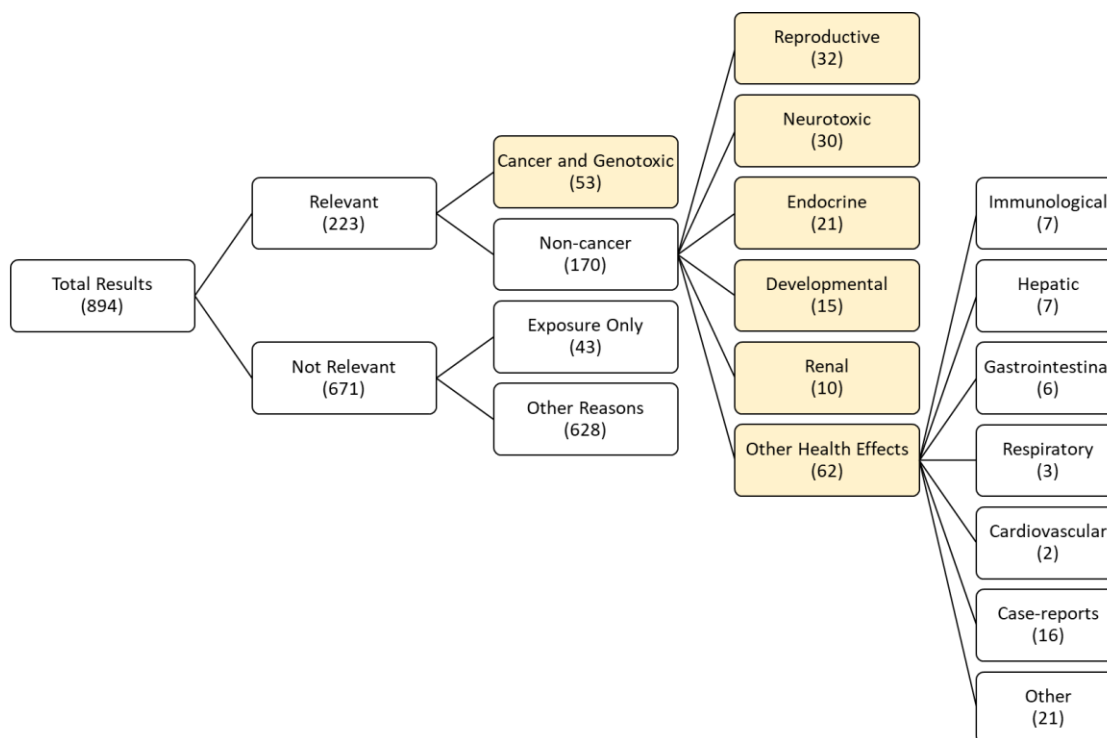 Total Results
(894)
Relevant
(223)
Not Relevant
(671)
Cancer and Genotoxic
(53)
Non-cancer
(170)
Exposure Only
(43)
Other Reasons
(628)
Reproductive
(32)
Neurotoxic
(30)
Endocrine
(21)
Developmental
(15)
Renal
(10)
Other Health Effects
(62)
Immunological
(7)
Hepatic
(7)
Gastrointestina
(6)
Respiratory
(3)
Cardiovascular
(2)
Case-reports
(16)
Other
(21)